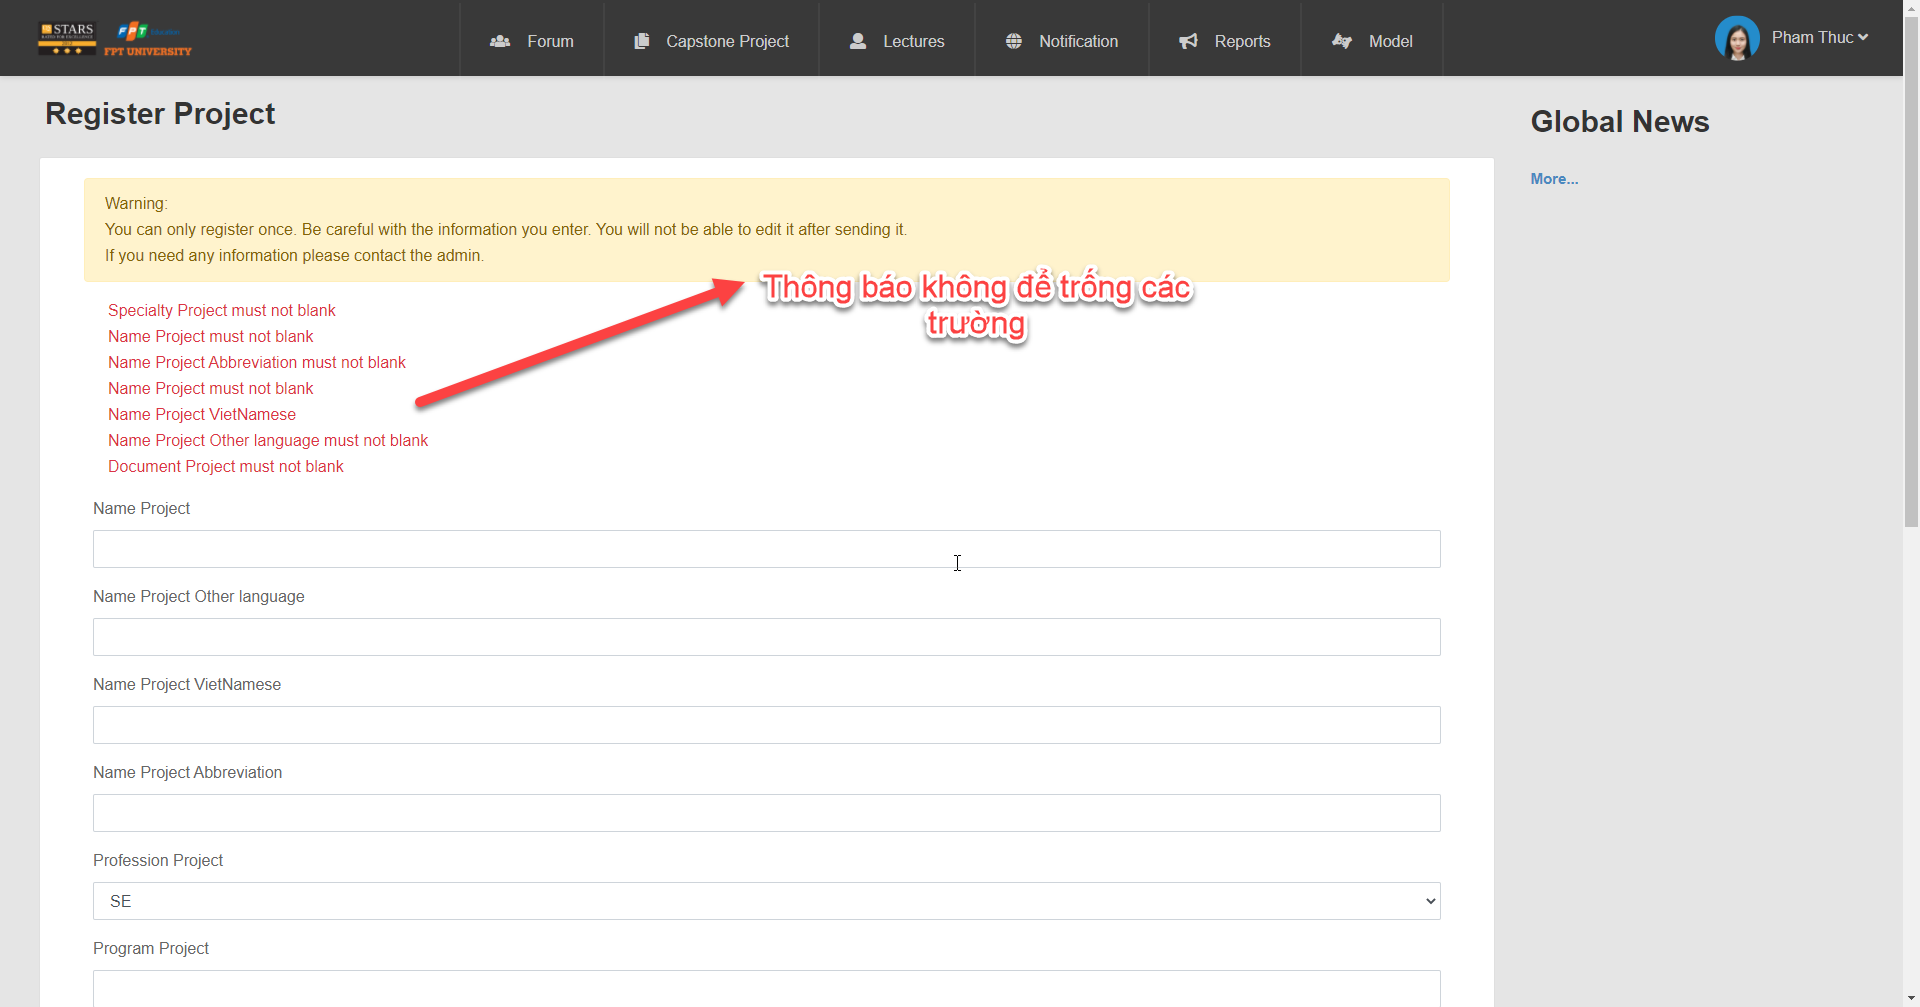 STARS
FPT Education
FPT UNIVERSITY
Forum
Capstone Project
Lectures
Notification
Reports
Model
Pham Thuc
Register Project
Global News
More...
Warning:
You can only register once. Be careful with the information you enter. You will not be able to edit it after sending it.
If you need any information please contact the admin.
Thông báo không để trống các
trường
Specialty Project must not blank
Name Project must not blank
Name Project Abbreviation must not blank
Name Project must not blank
Name Project VietNamese
Name Project Other language must not blank
Document Project must not blank
Name Project
Name Project Other language
Name Project VietNamese
Name Project Abbreviation
Profession Project
SE
Program Project